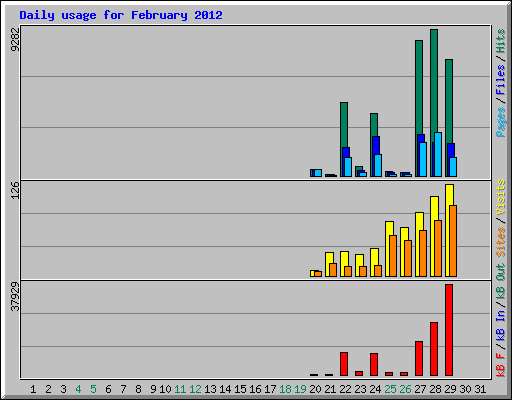 Daily usage for February 2012
9282
126
37929
Pages / Files / Hits
Sites / Visits
kB F / kB In / kB Out
1 2 3 4 5 6 7 8 9 10 11 12 13 14 15 16 17 18 19 20 21 22 23 24 25 26 27 28 29 30 31